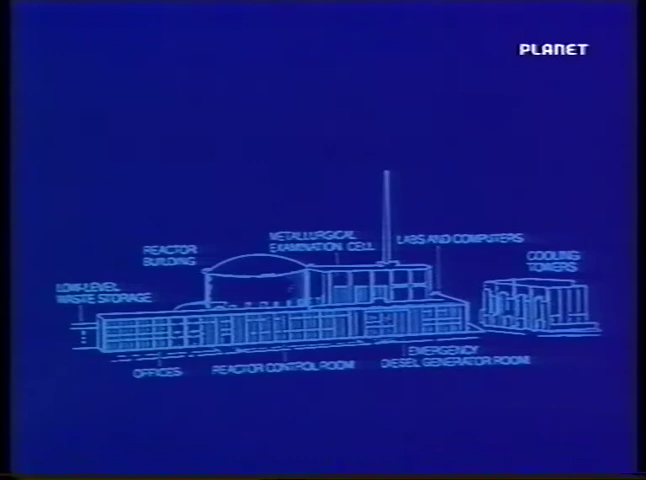 PLANET
REACTOR
BUILDING
METALLURGICAL
EXAMINATION CELL
LABS AND COMPUTERS
COOLING
TOWERS
LOW-LEVEL
WASTE STORAGE
OFFICES
REACTOR CONTROL ROOM
EMERGENCY
DIESEL GENERATOR ROOM